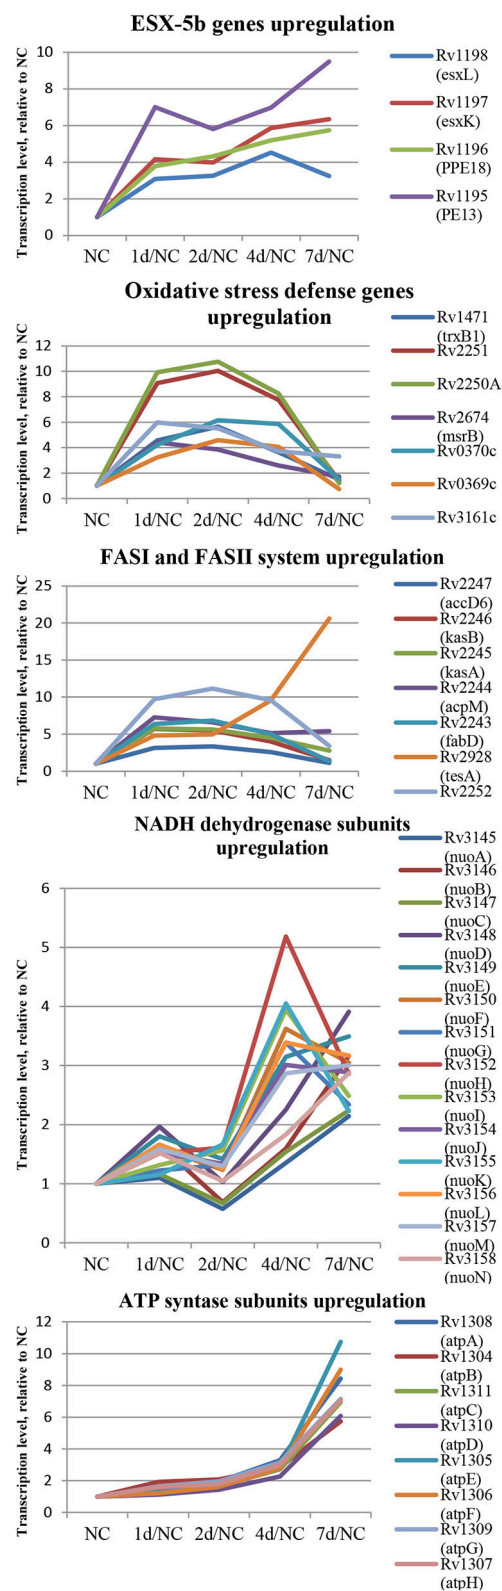 ESX-5b genes upregulation
Transcription level, relative to NC
10
8
6
4
2
0
NC 1d/NC 2d/NC 4d/NC 7d/NC
Rv1198
(esxL)
Rv1197
(esxK)
Rv1196
(PPE18)
Rv1195
(PE13)
Oxidative stress defense genes
upregulation
Transcription level, relative to NC
12
10
8
6
4
2
0
NC 1d/NC 2d/NC 4d/NC 7d/NC
Rv1471
(trxB1)
Rv2251
Rv2250A
Rv2674
(msrB)
Rv0370c
Rv0369c
Rv3161c
FASI and FASII system upregulation
Transcription level, relative to NC
25
20
15
10
5
0
NC 1d/NC 2d/NC 4d/NC 7d/NC
Rv2247
(accD6)
Rv2246
(kasB)
Rv2245
(kasA)
Rv2244
(acpM)
Rv2243
(fabD)
Rv2928
(tesA)
Rv2252
NADH dehydrogenase subunits
upregulation
Transcription level, relative to NC
6
5
4
3
2
1
0
NC 1d/NC 2d/NC 4d/NC 7d/NC
Rv3145
(nuoA)
Rv3146
(nuoB)
Rv3147
(nuoC)
Rv3148
(nuoD)
Rv3149
(nuoE)
Rv3150
(nuoF)
Rv3151
(nuoG)
Rv3152
(nuoH)
Rv3153
(nuoI)
Rv3154
(nuoJ)
Rv3155
(nuoK)
Rv3156
(nuoL)
Rv3157
(nuoM)
Rv3158
(nuoN)
ATP syntase subunits upregulation
Transcription level, relative to NC
12
10
8
6
4
2
0
NC 1d/NC 2d/NC 4d/NC 7d/NC
Rv1308
(atpA)
Rv1304
(atpB)
Rv1311
(atpC)
Rv1310
(atpD)
Rv1305
(atpE)
Rv1306
(atpF)
Rv1309
(atpG)
Rv1307
(atpH)